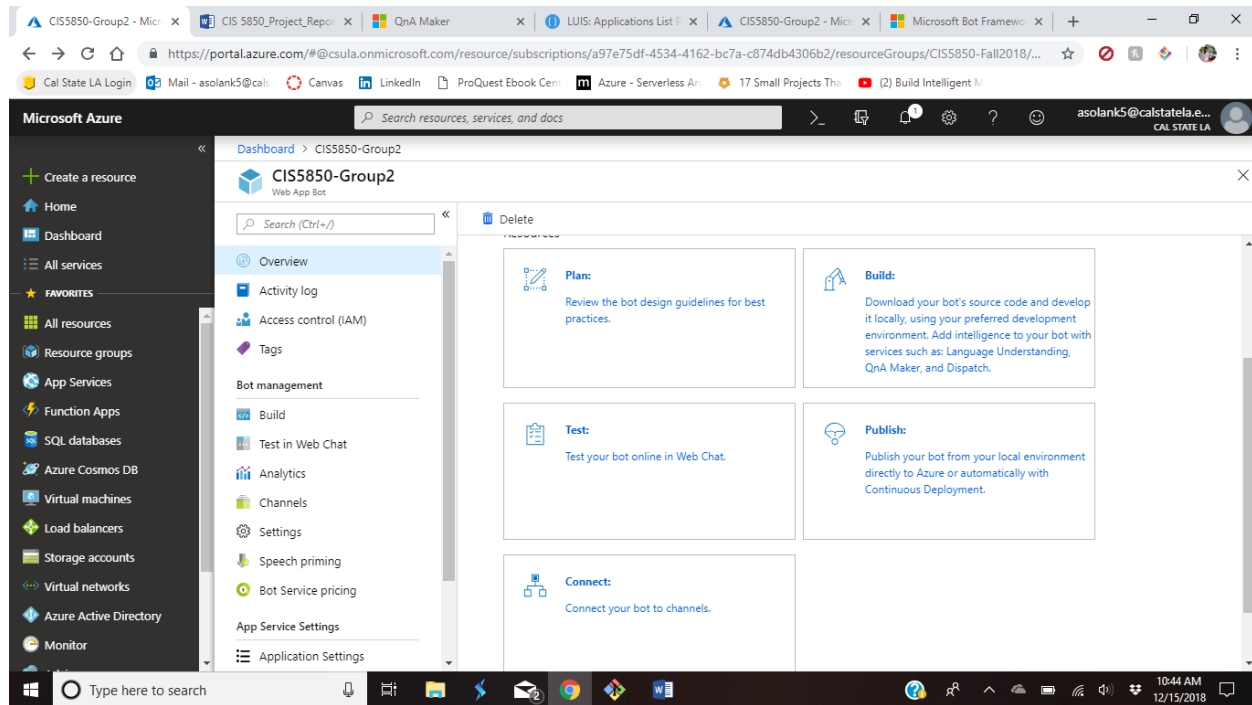 CIS5850-Group2 - Micr
CIS 5850_Project_Repor
QnA Maker
LUIS: Applications List P
CIS5850-Group2 - Micr
Microsoft Bot Framewo
https://portal.azure.com/#@csula.onmicrosoft.com/resource/subscriptions/a97e75df-4534-4162-bc7a-c874db4306b2/resourceGroups/CIS5850-Fall2018/...
Cal State LA Login
Mail - asolank5@cals
Canvas
LinkedIn
ProQuest Ebook Cent
Azure - Serverless Arc
17 Small Projects Tha
(2) Build Intelligent
Microsoft Azure
Search resources, services, and docs
1
asolank5@calstatela.e...
CAL STATE LA
Create a resource
Home
Dashboard
All services
FAVORITES
All resources
Resource groups
App Services
Function Apps
SQL databases
Azure Cosmos DB
Virtual machines
Load balancers
Storage accounts
Virtual networks
Azure Active Directory
Monitor
Dashboard > CIS5850-Group2
CIS5850-Group2
Web App Bot
Search (Ctrl+/)
Overview
Activity log
Access control (IAM)
Tags
Bot management
Build
Test in Web Chat
Analytics
Channels
Settings
Speech priming
Bot Service pricing
App Service Settings
Application Settings
Delete
Resources
Plan:
Review the bot design guidelines for best
practices.
Build:
Download your bot's source code and develop
it locally, using your preferred development
environment. Add intelligence to your bot with
services such as: Language Understanding,
QnA Maker, and Dispatch.
Test:
Test your bot online in Web Chat.
Publish:
Publish your bot from your local environment
directly to Azure or automatically with
Continuous Deployment.
Connect:
Connect your bot to channels.
Type here to search
2
10:44 AM
12/15/2018